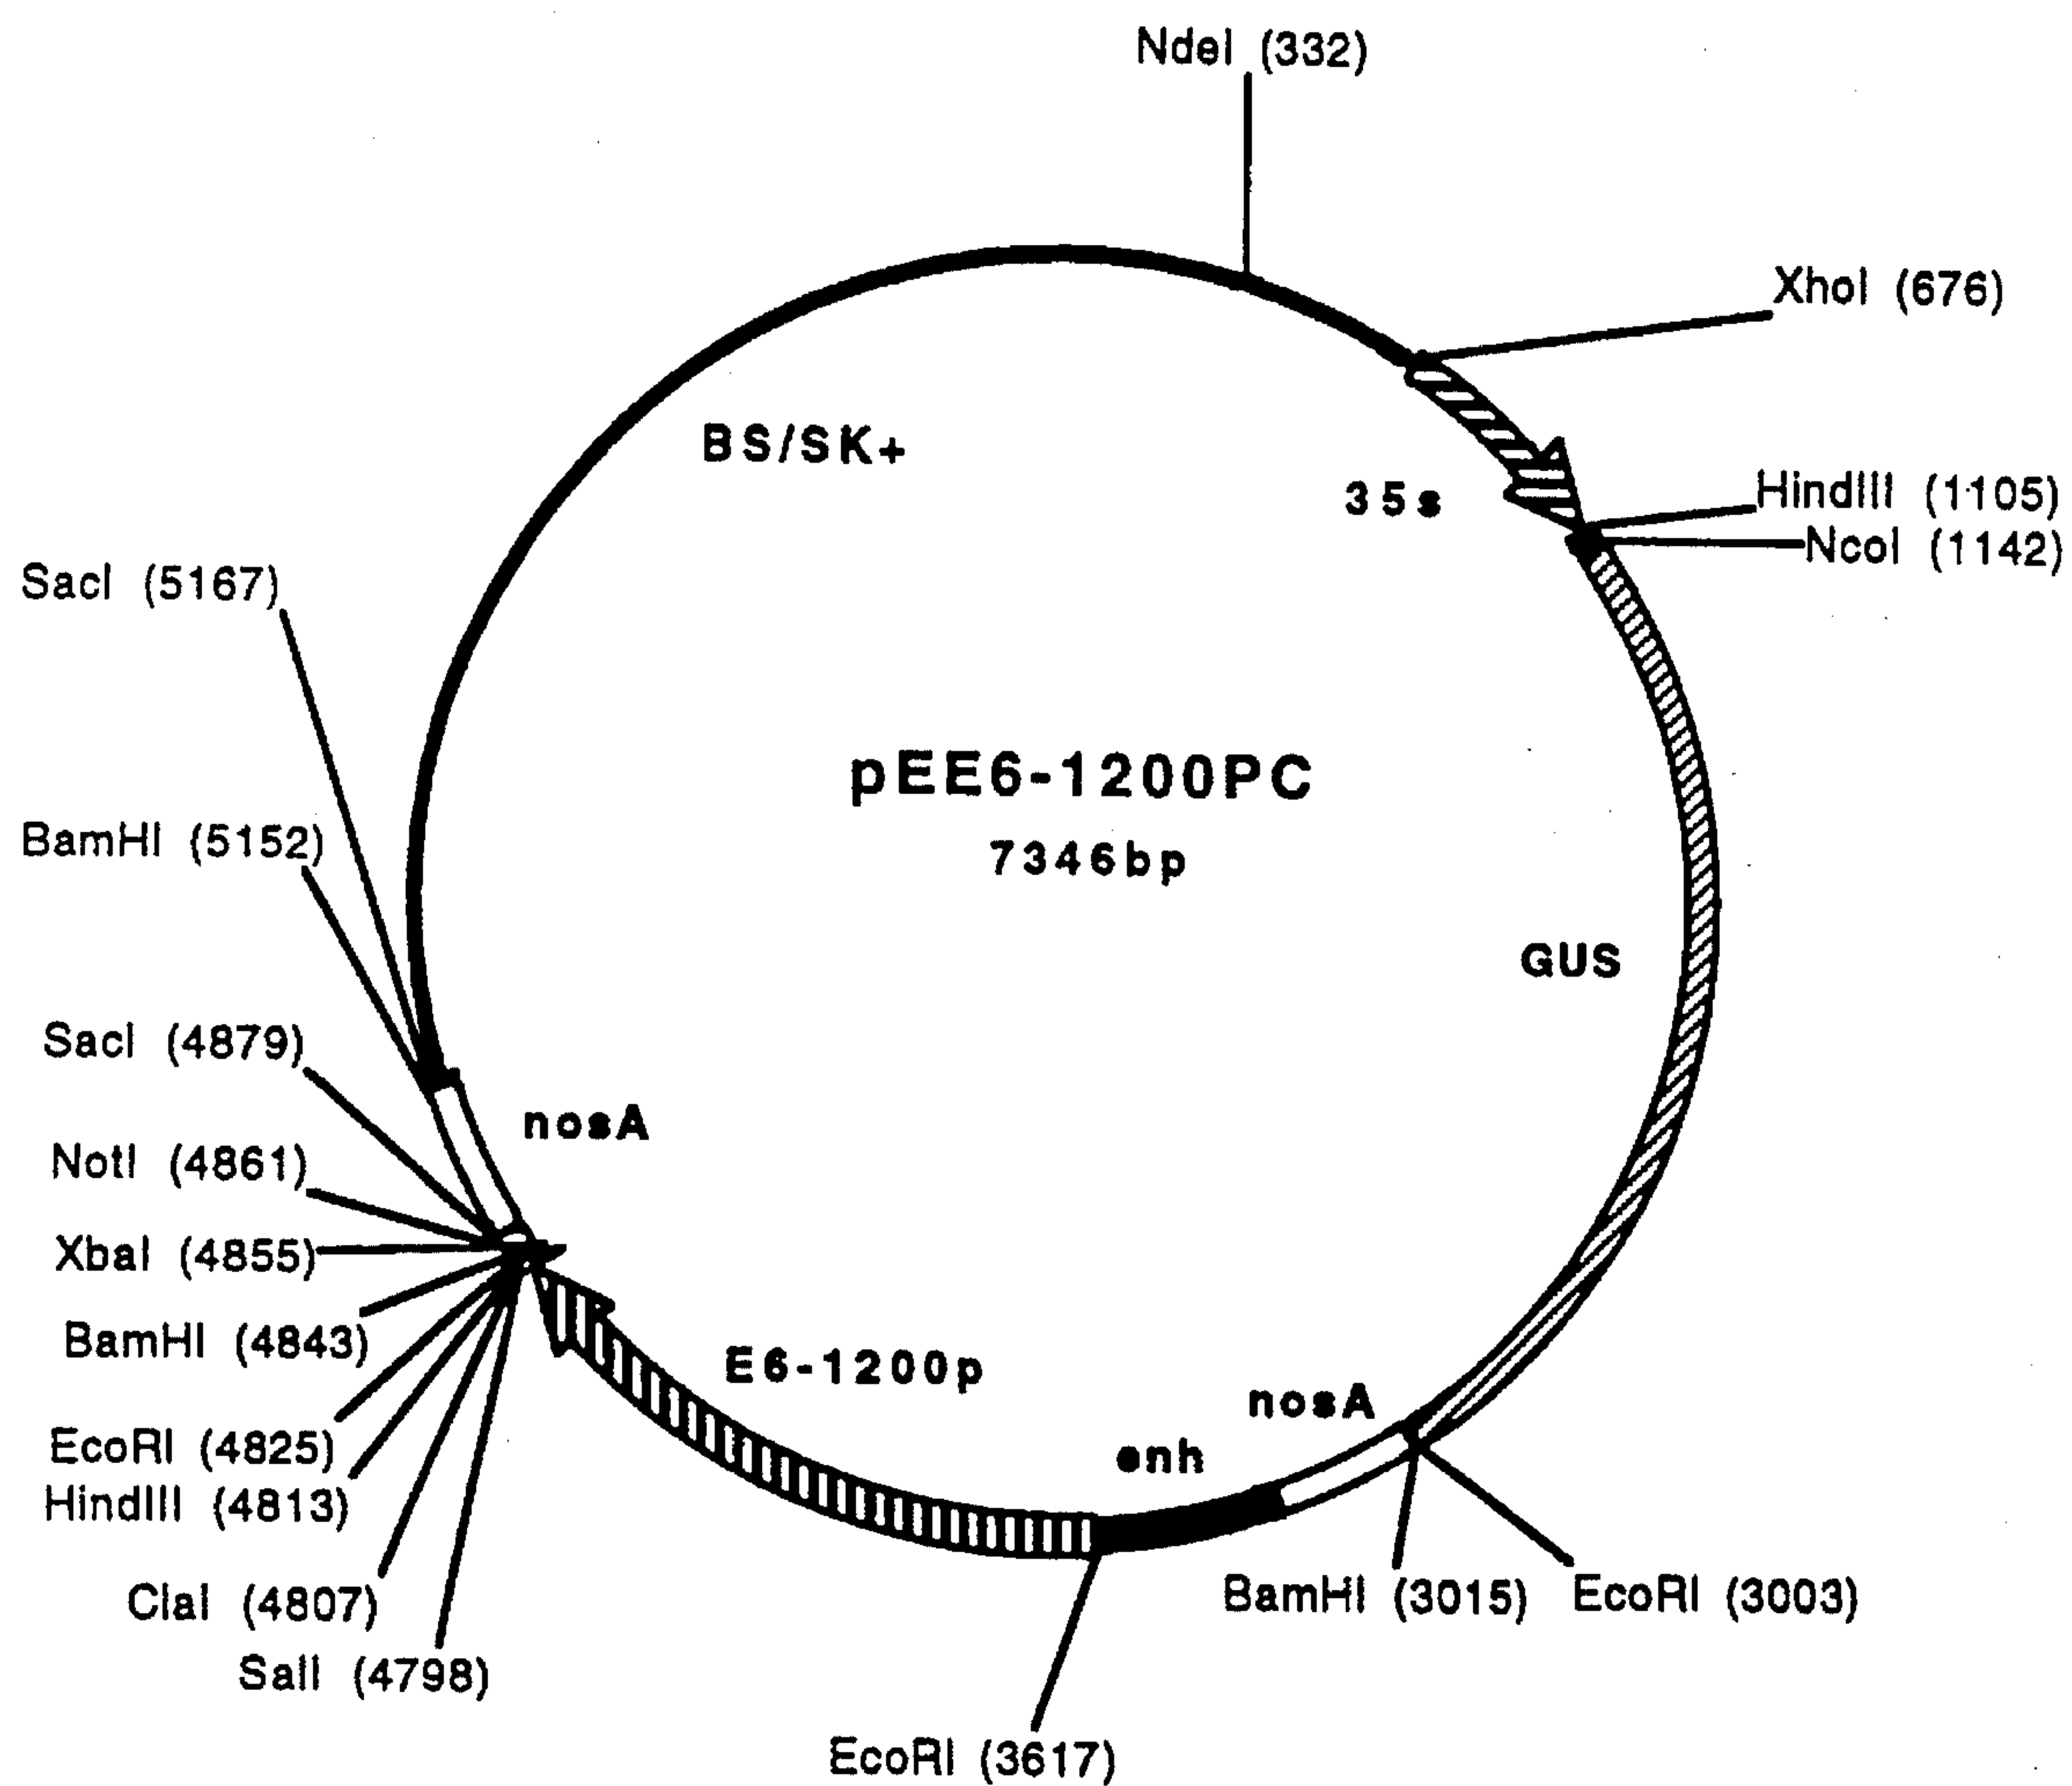 NdeI (332)
XhoI (676)
BS/SK+
35s
HindIII (1105)
NcoI (1142)
SacI (5167)
pEE6-1200PC
7346bp
BamHI (5152)
GUS
SacI (4879)
nosA
NotI (4861)
XbaI (4855)
BamHI (4843)
E6-1200p
nosA
enh
EcoRI (4825)
HindIII (4813)
ClaI (4807)
BamHI (3015)
EcoRI (3003)
SalI (4798)
EcoRI (3617)